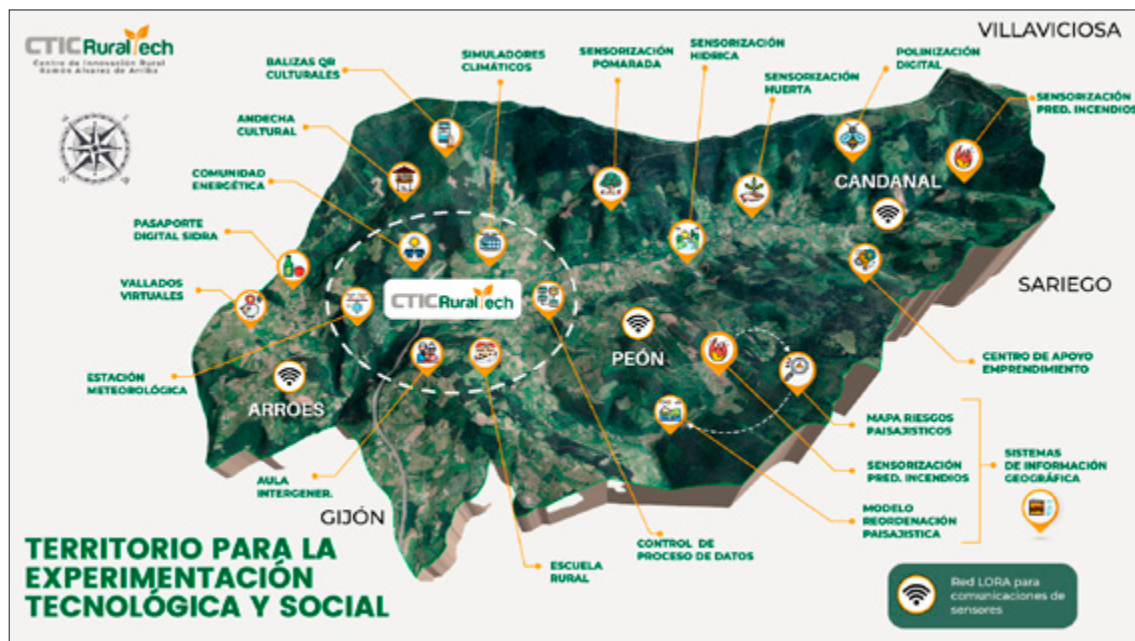 CTIC RuralTech
Centro de Innovación Rural
Ramón Alvarez de Arriba
VILLAVICIOSA
BALIZAS QR
CULTURALES
SIMULADORES
CLIMÁTICOS
SENSORIZACIÓN
POMARADA
SENSORIZACIÓN
HIDRICA
SENSORIZACIÓN
HUERTA
POLINIZACIÓN
DIGITAL
SENSORIZACIÓN
PRED. INCENDIOS
ANDECHA
CULTURAL
COMUNIDAD
ENERGÉTICA
PASAPORTE
DIGITAL SIDRA
VALLADOS
VIRTUALES
ESTACIÓN
METEOROLÓGICA
CANDANAL
SARIEGO
CTIC RuralTech
PEÓN
ARROES
CENTRO DE APOYO
EMPRENDIMIENTO
MAPA RIESGOS
PAISAJISTICOS
SENSORIZACIÓN
PRED. INCENDIOS
MODELO
REORDENACIÓN
PAISAJISTICA
SISTEMAS
DE INFORMACIÓN
GEOGRÁFICA
AULA
INTERGENER.
GIJÓN
ESCUELA
RURAL
CONTROL DE
PROCESO DE DATOS
TERRITORIO PARA LA
EXPERIMENTACIÓN
TECNOLÓGICA Y SOCIAL
Red LORA para
comunicaciones de
sensores